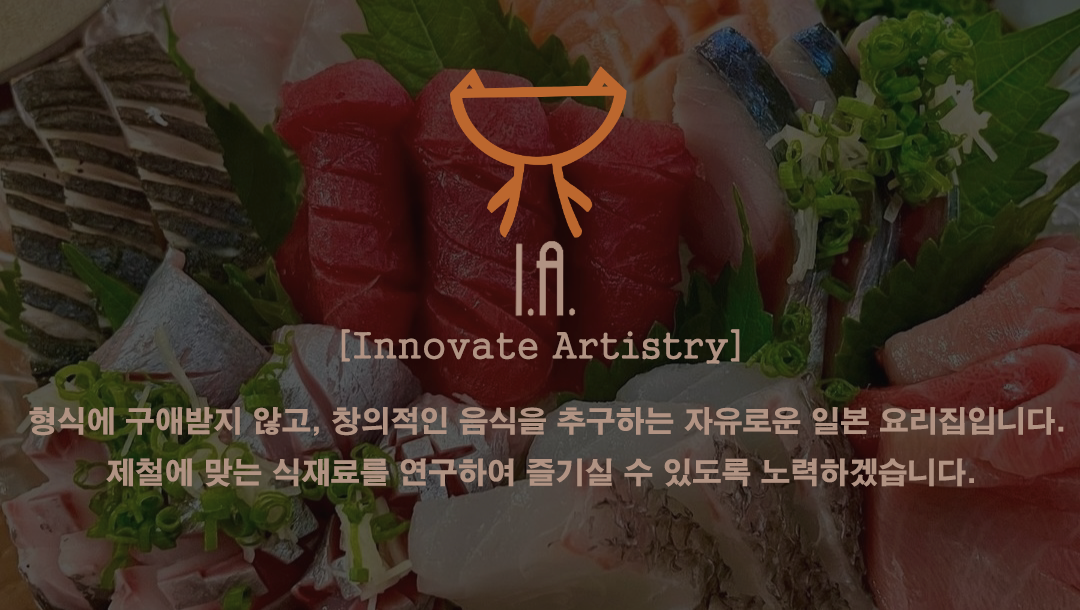 I.A.
[Innovate Artistry]
형식에 구애받지 않고, 창의적인 음식을 추구하는 자유로운 일본 요리집입니다.
제철에 맞는 식재료를 연구하여 즐기실 수 있도록 노력하겠습니다.